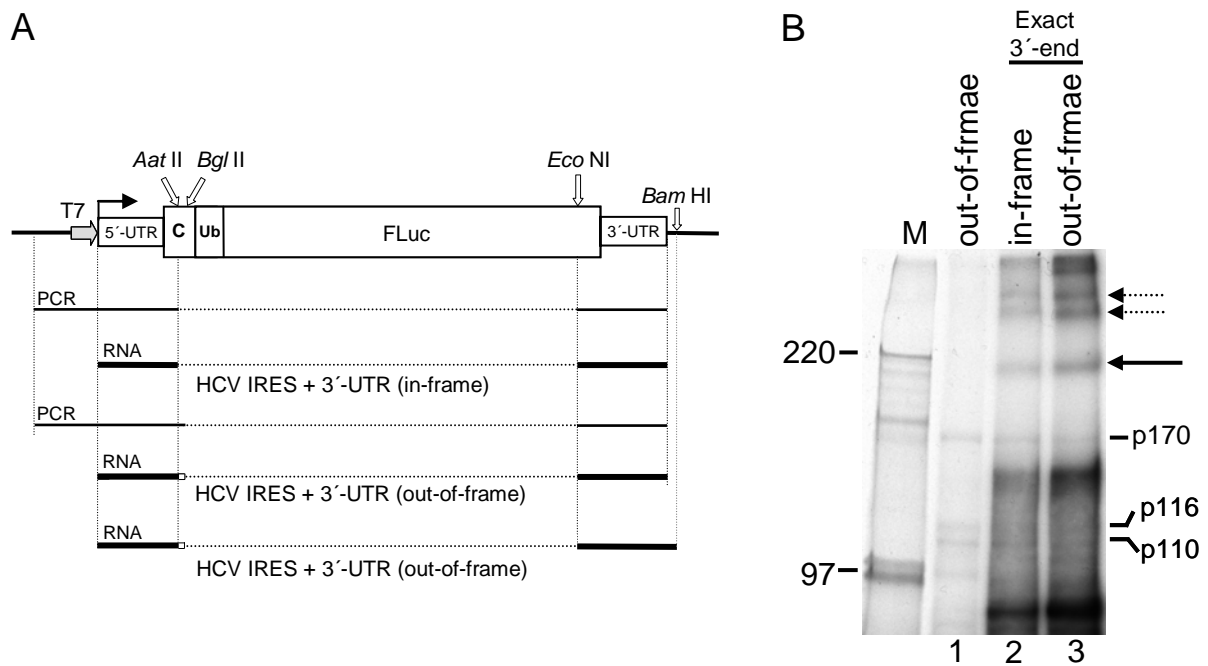 A
Aat II
Bgl II
Eco NI
Bam HI
T7
5´-UTR
C
Ub
FLuc
3´-UTR
PCR
RNA
HCV IRES + 3´-UTR (in-frame)
PCR
RNA
HCV IRES + 3´-UTR (out-of-frame)
RNA
HCV IRES + 3´-UTR (out-of-frame)
B
Exact
3´-end
M
out-of-frmae
in-frame
out-of-frmae
220
97
p170
p116
p110
1 2 3